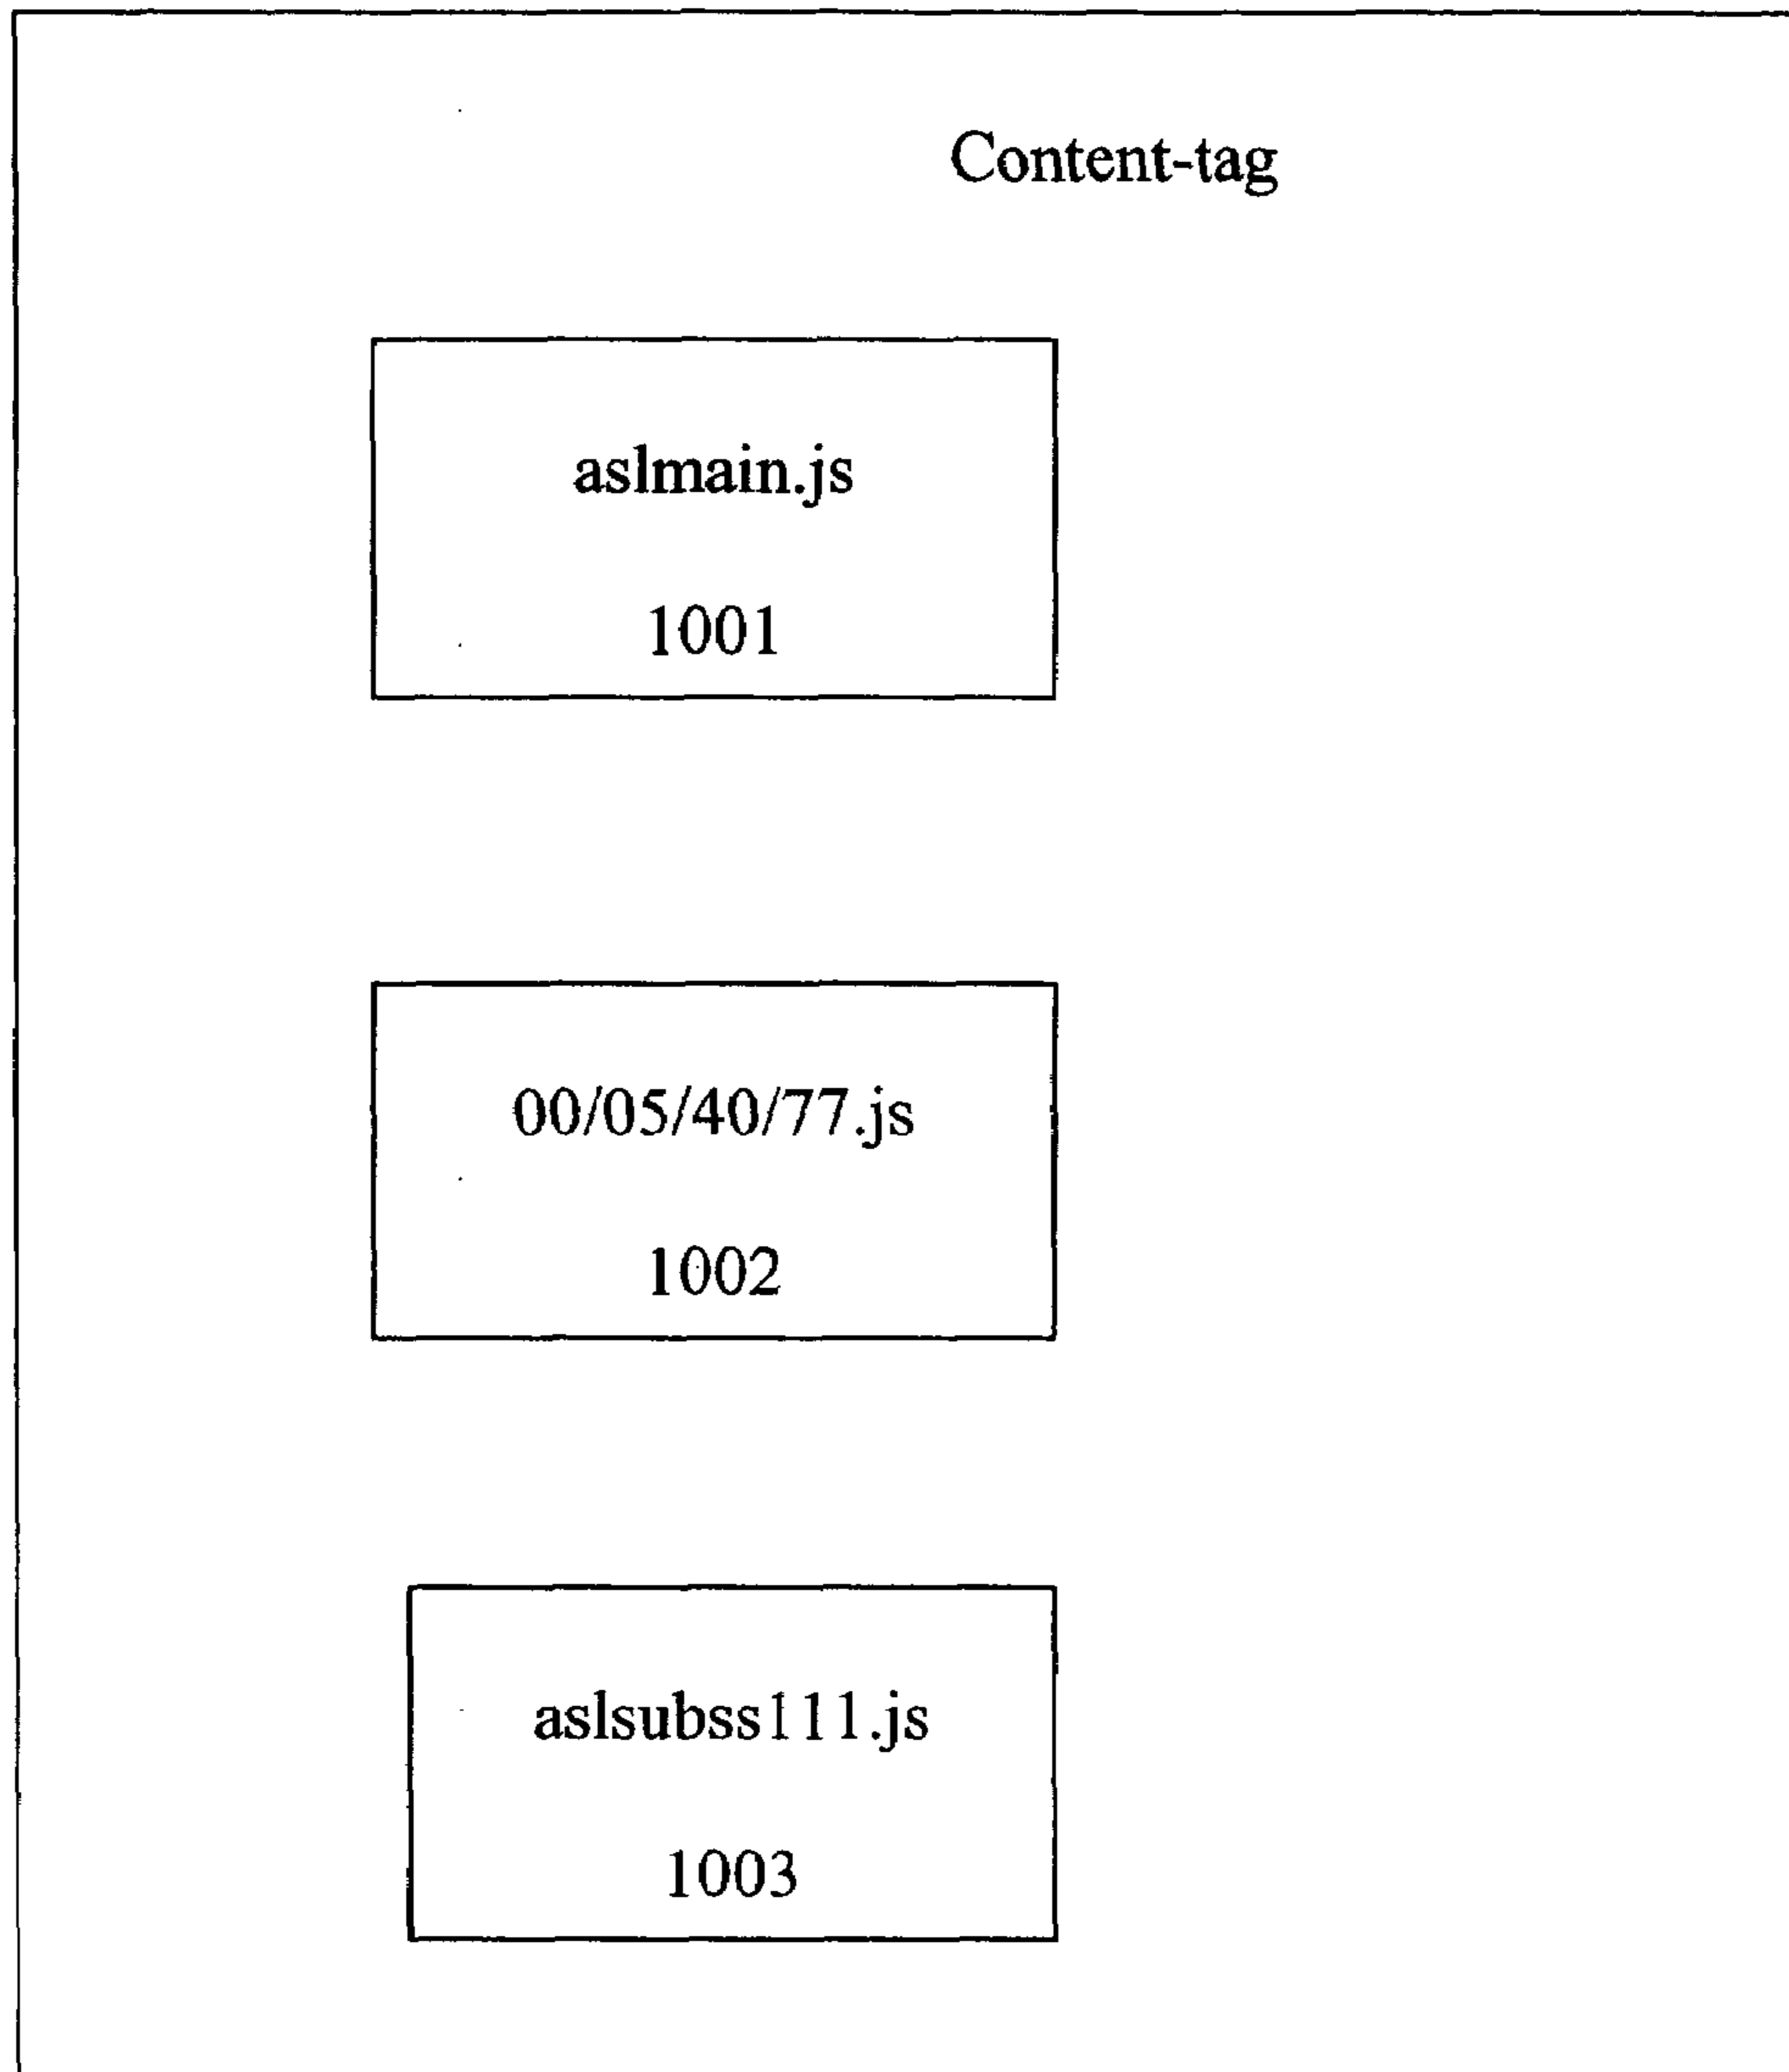 Content-tag
aslmain.js
1001
00/05/40/77.js
1002
aslsubss111.js
1003